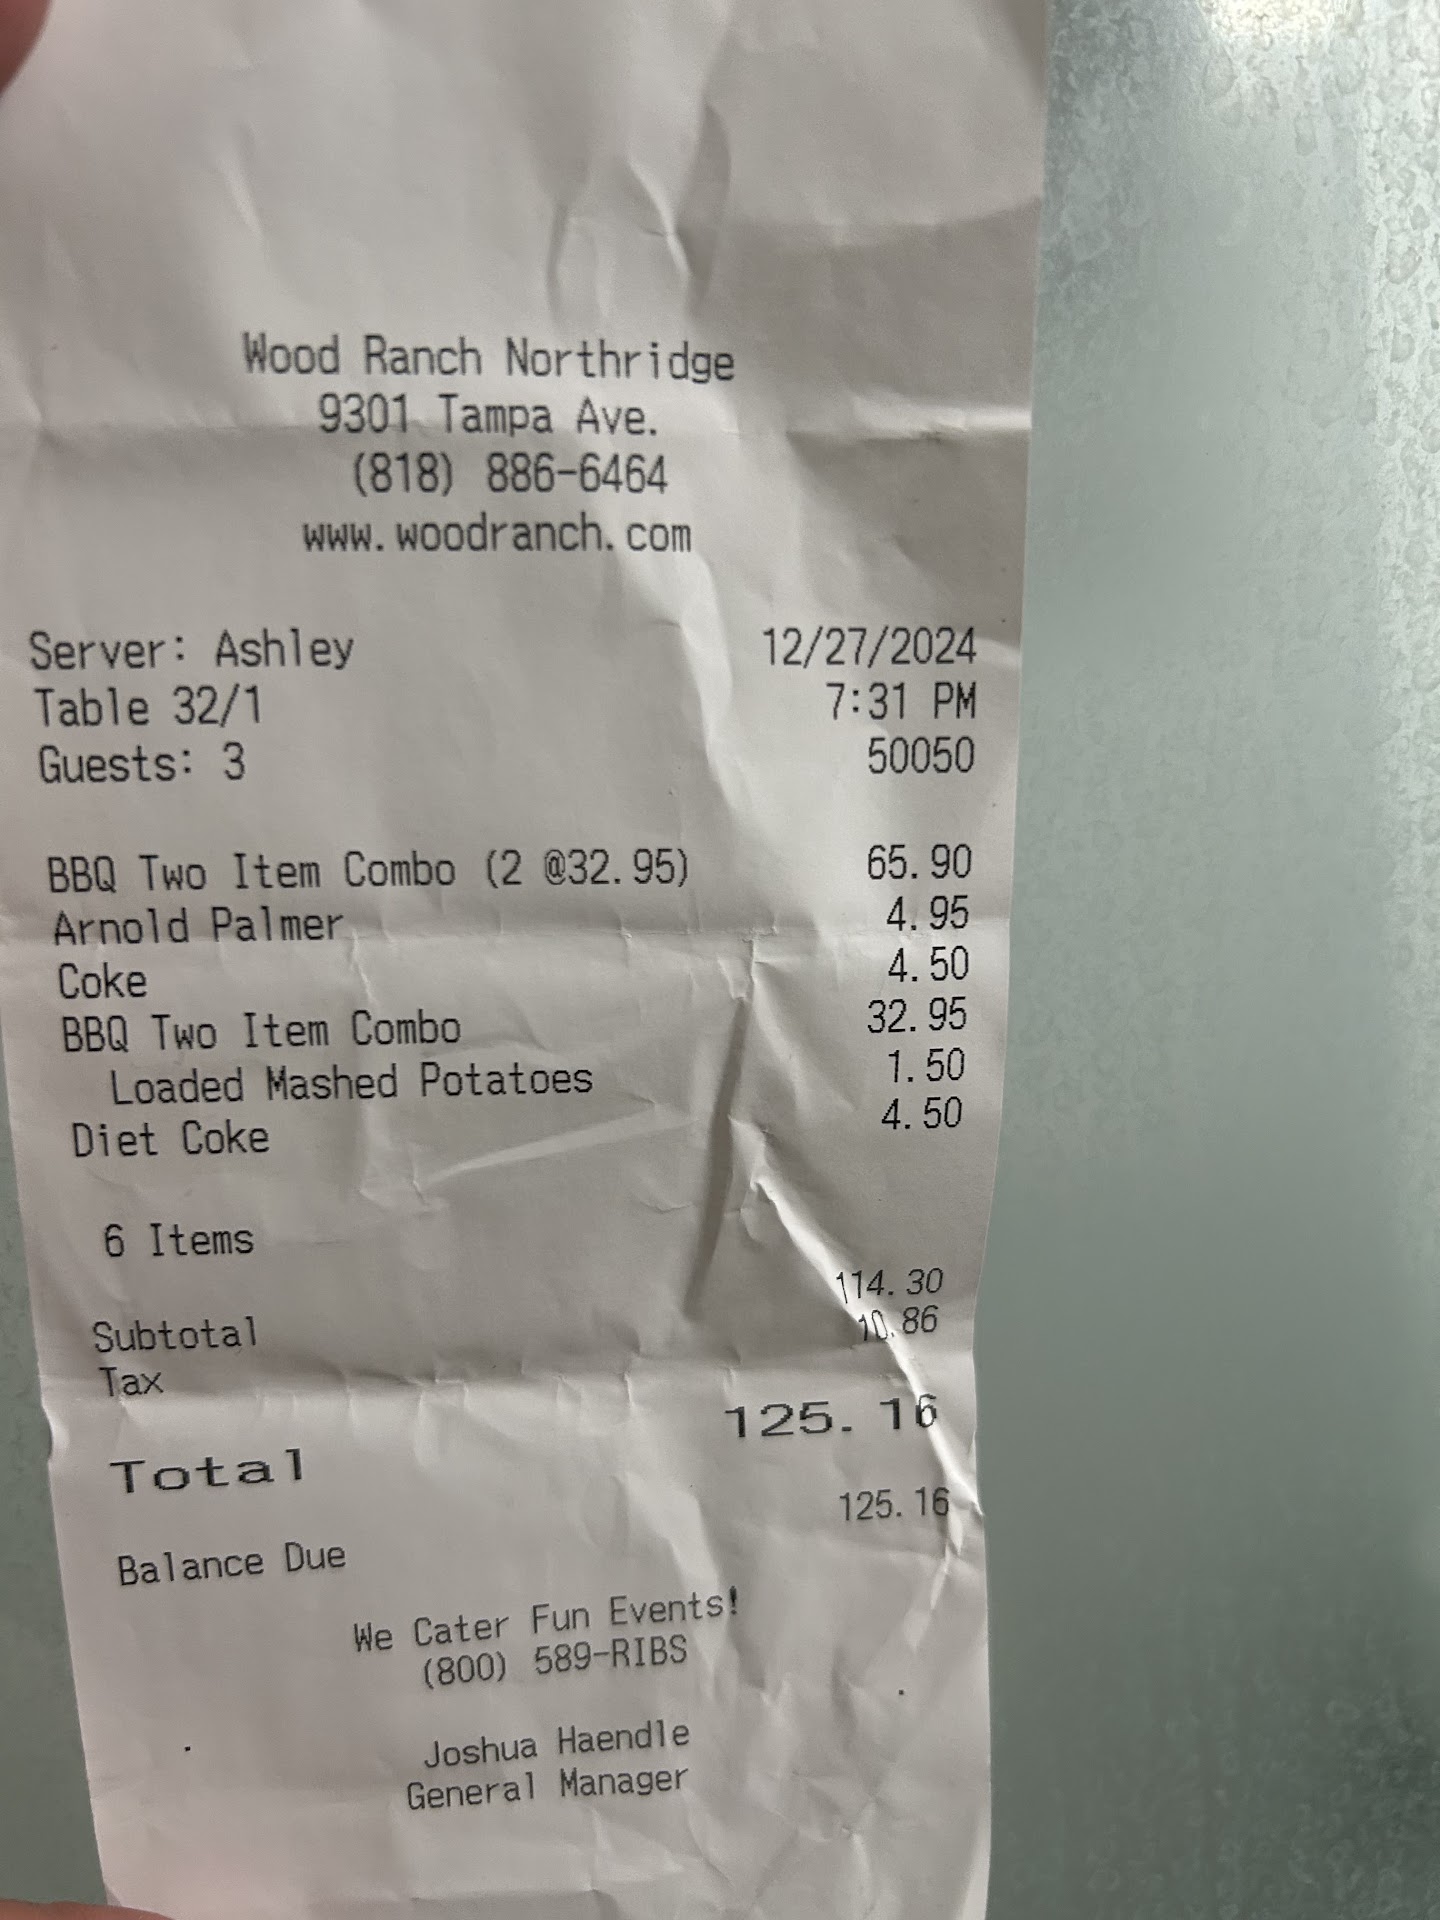 Wood Ranch Northridge
9301 Tampa Ave.
(818) 886-6464
www.woodranch.com
Server: Ashley 12/27/2024
Table 32/1 7:31 PM
Guests: 3 50050
BBQ Two Item Combo (2 @32.95) 65.90
Arnold Palmer 4.95
Coke 4.50
BBQ Two Item Combo 32.95
Loaded Mashed Potatoes 1.50
Diet Coke 4.50
6 Items
Subtotal 114.30
Tax 10.86
Total 125.16
Balance Due 125.16
We Cater Fun Events!
(800) 589-RIBS
Joshua Haendle
General Manager